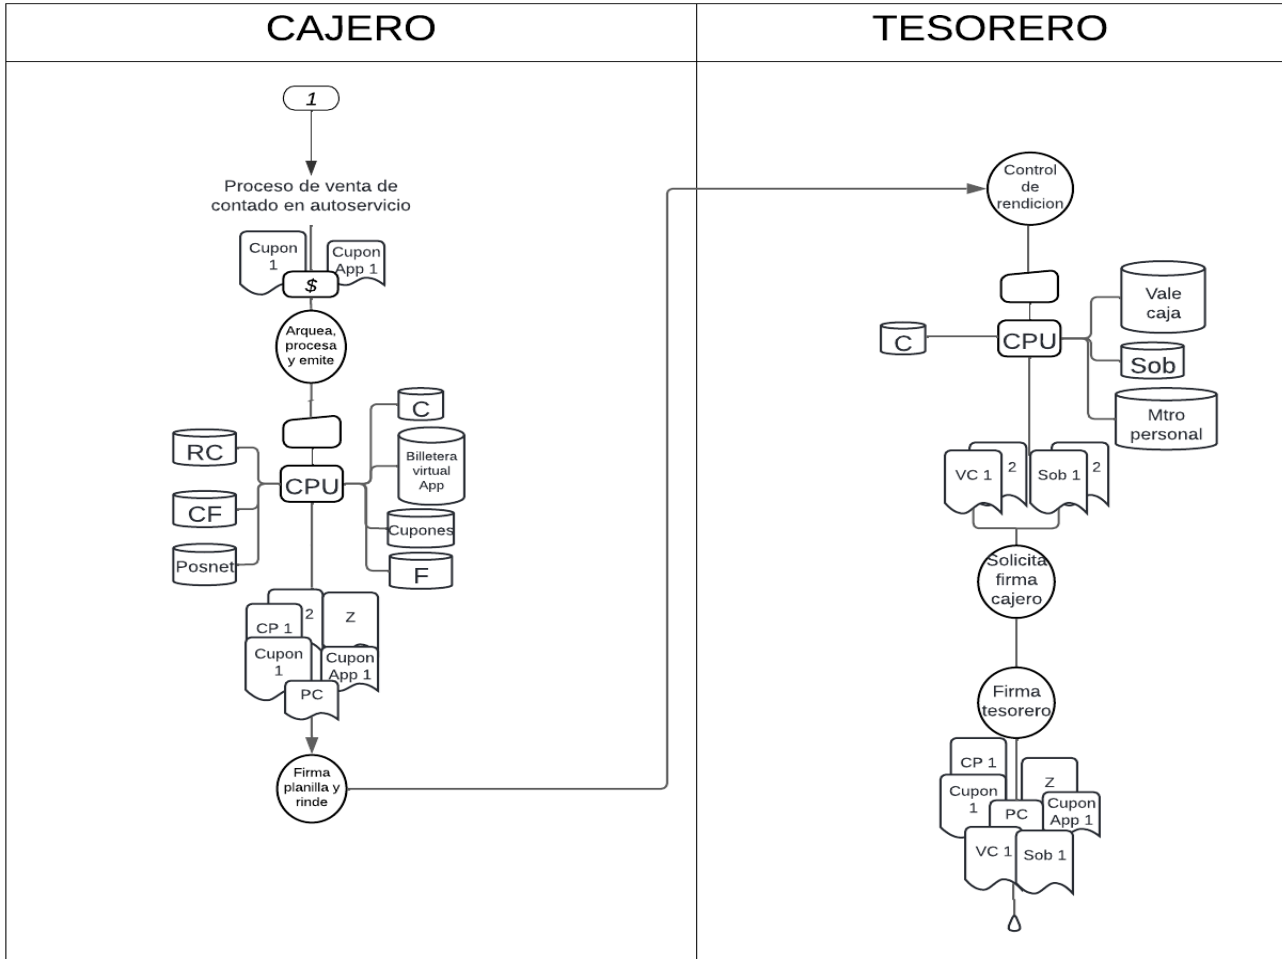 CAJERO
TESORERO
1
Proceso de venta de
contado en autoservicio
Cupon
1
Cupon
App 1
$
Arquea,
procesa
y emite
RC
CF
Posnet
CPU
C
Billetera
virtual
App
Cupones
F
2
CP 1
Z
Cupon
1
Cupon
App 1
PC
Firma
planilla y
rinde
Control
de
rendicion
C
CPU
Vale
caja
Sob
Mtro
personal
VC 1
2
Sob 1
2
Solicita
firma
cajero
Firma
tesorero
CP 1
Z
Cupon
1
PC
Cupon
App 1
VC 1
Sob 1